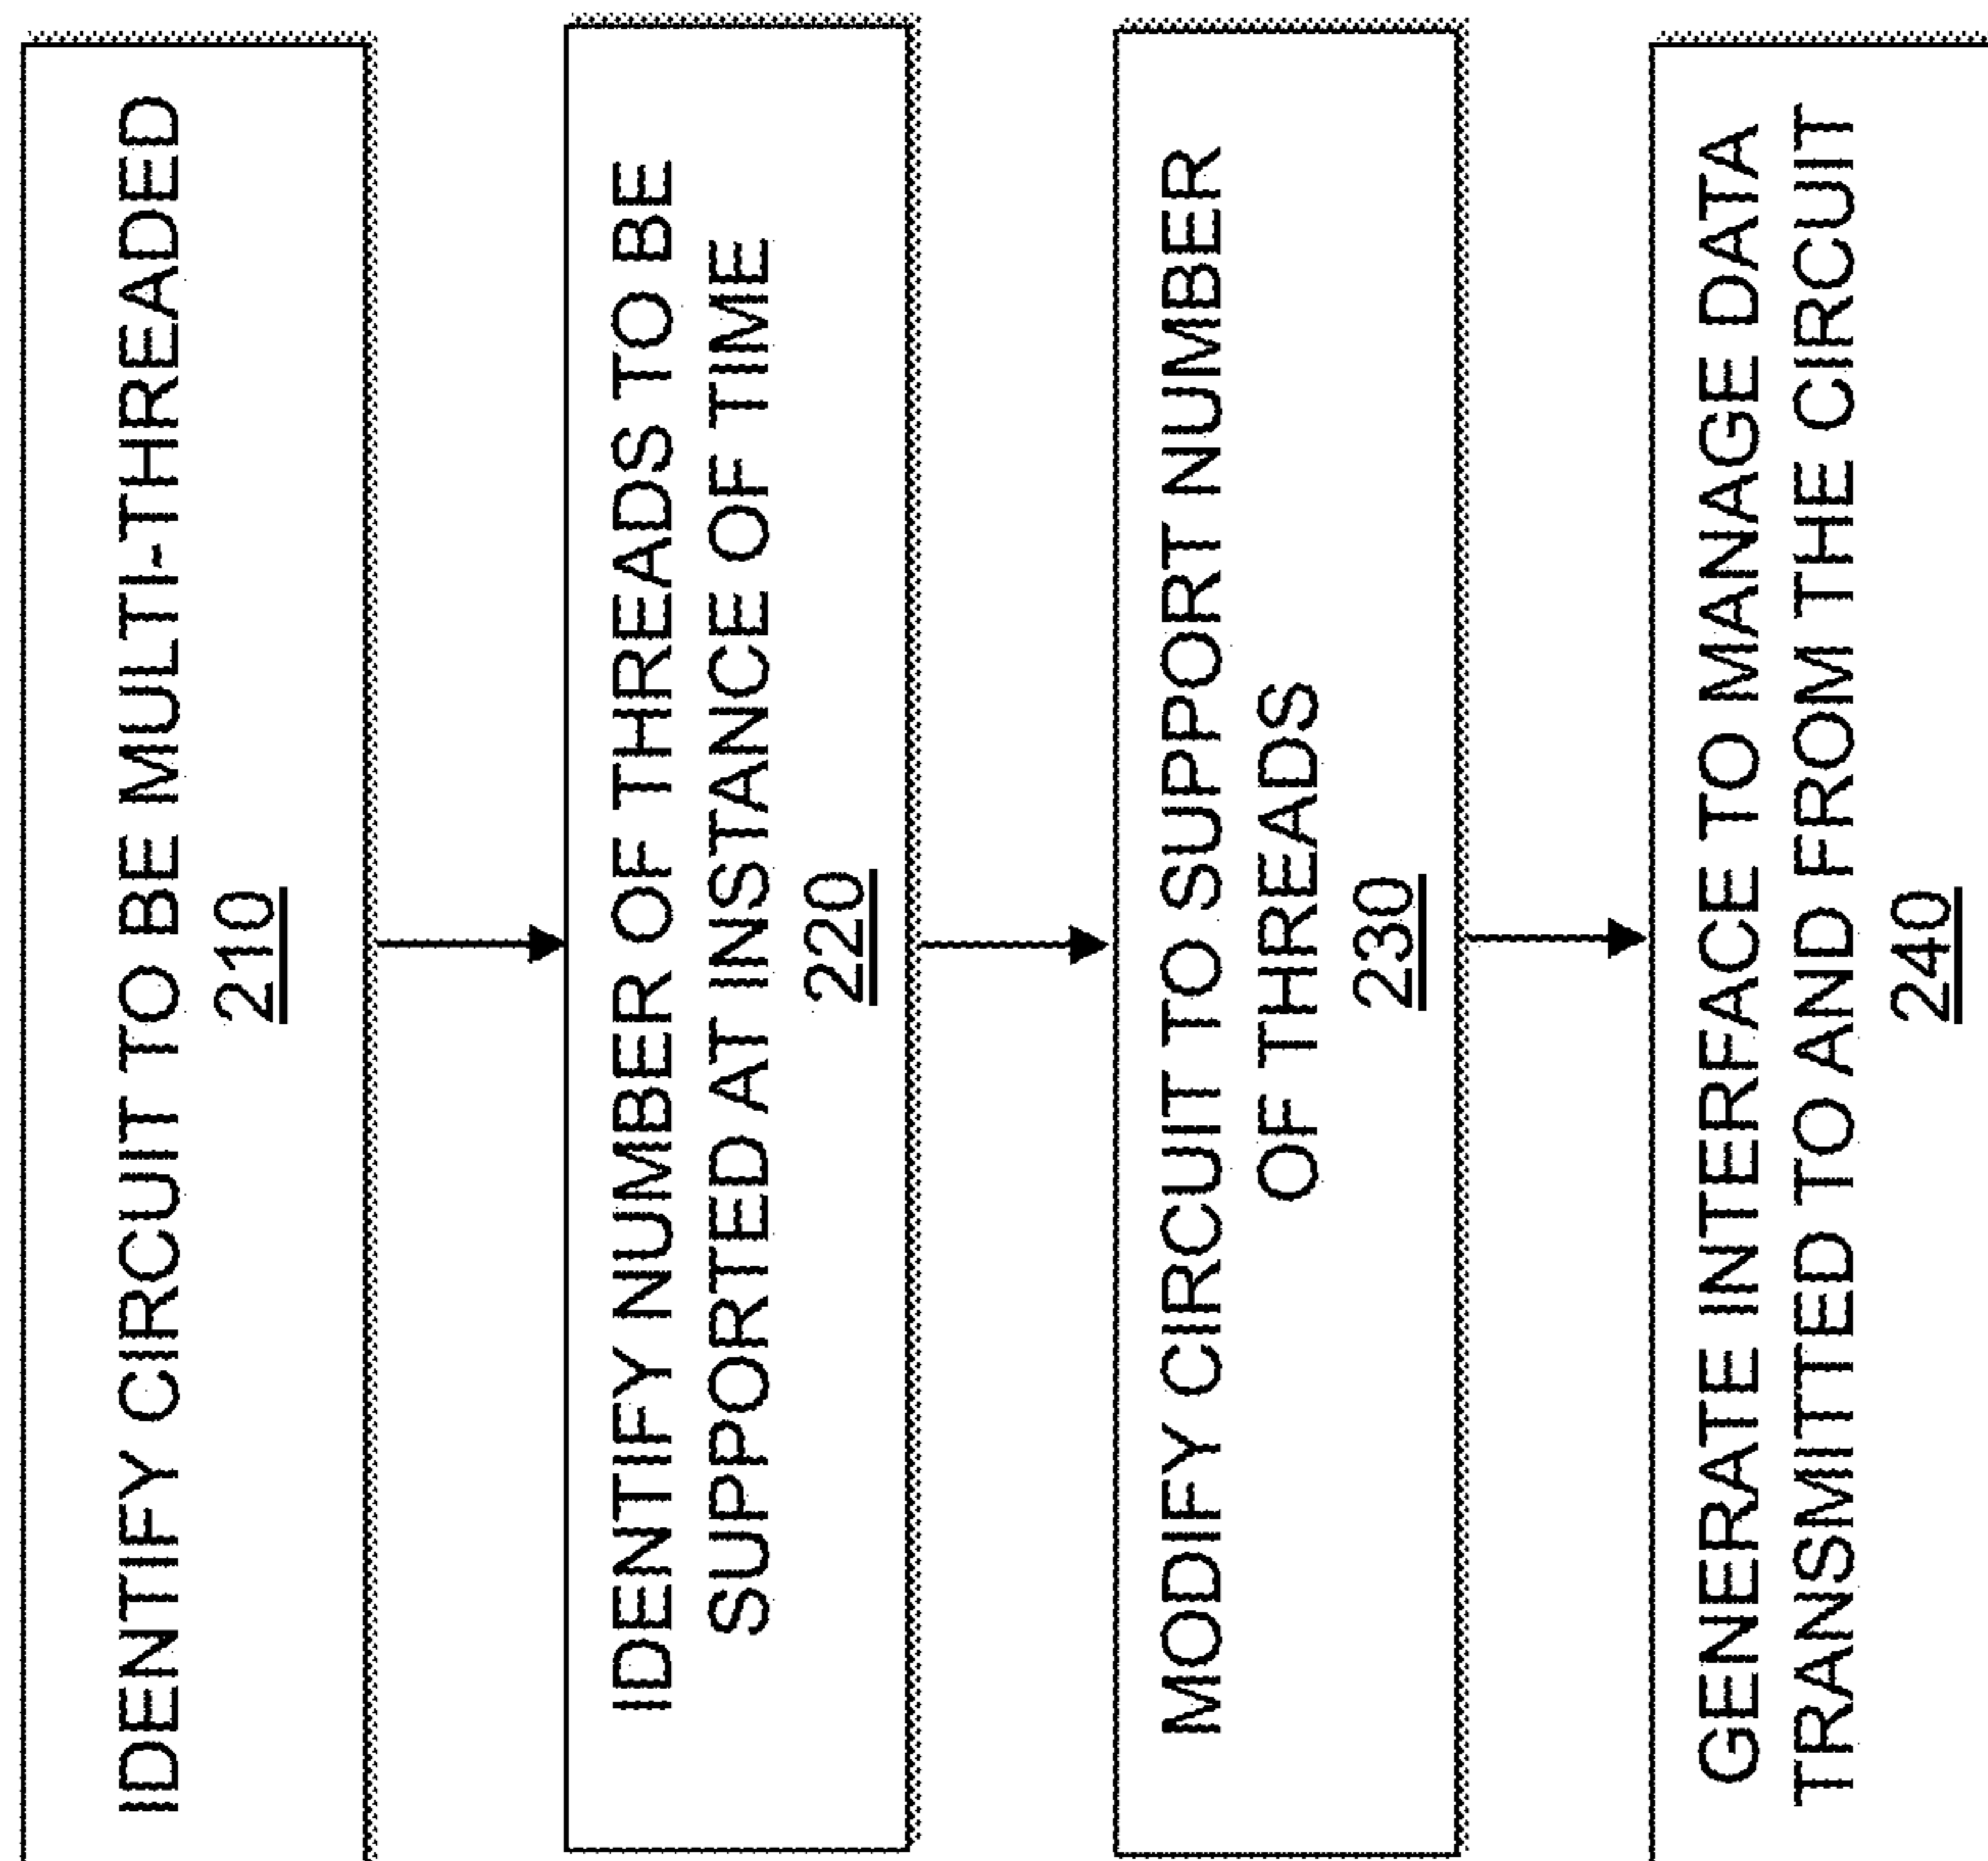 IDENTIFY CIRCUIT TO BE MULTI-THREADED
210
IDENTIFY NUMBER OF THREADS TO BE
SUPPORTED AT INSTANCE OF TIME
220
MODIFY CIRCUIT TO SUPPORT NUMBER
OF THREADS
230
GENERATE INTERFACE TO MANAGE DATA
TRANSMITTED TO AND FROM THE CIRCUIT
240